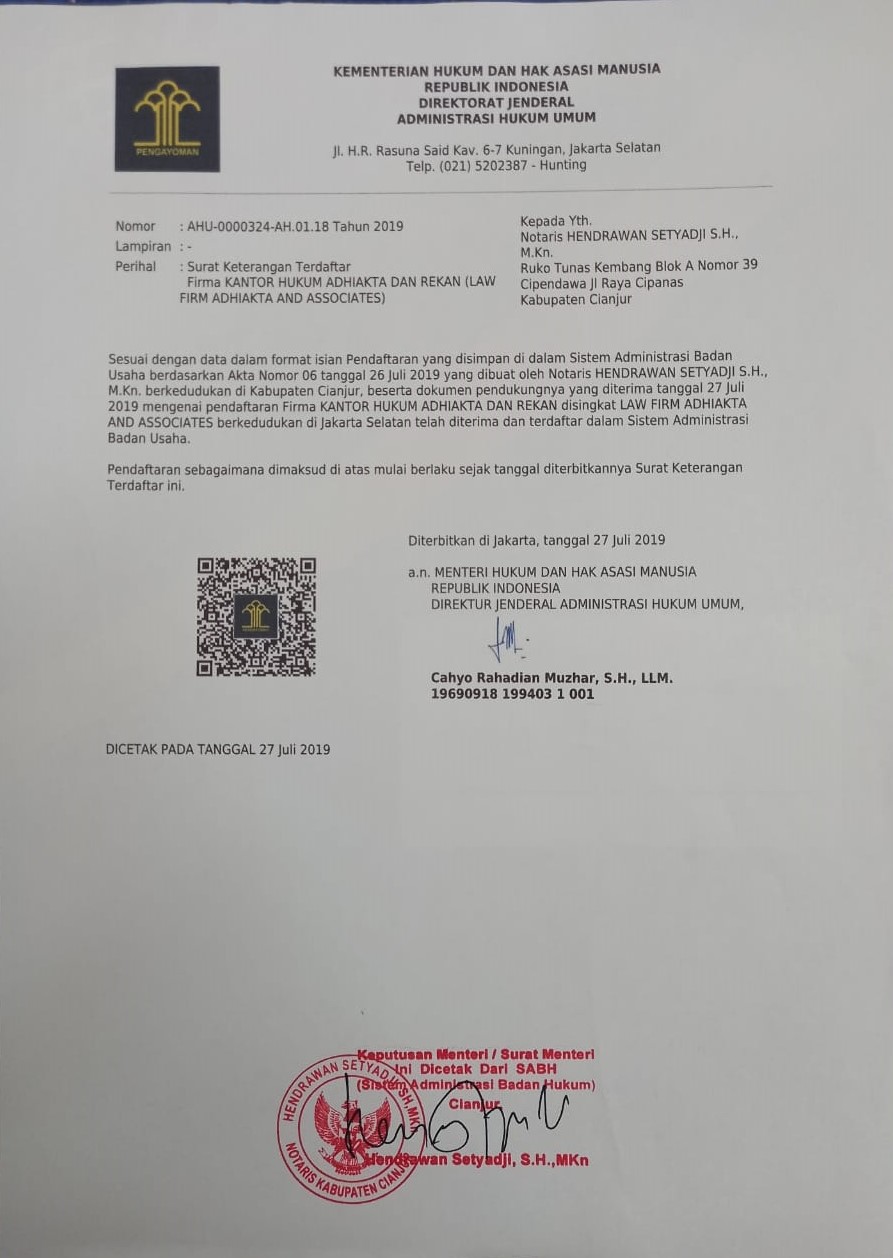 PENGAYOMAN
KEMENTERIAN HUKUM DAN HAK ASASI MANUSIA
REPUBLIK INDONESIA
DIREKTORAT JENDERAL
ADMINISTRASI HUKUM UMUM
Jl. H.R. Rasuna Said Kav. 6-7 Kuningan, Jakarta Selatan
Telp. (021) 5202387 - Hunting
Nomor : AHU-0000324-AH.01.18 Tahun 2019
Lampiran : -
Perihal : Surat Keterangan Terdaftar
Firma KANTOR HUKUM ADHIAKTA DAN REKAN (LAW
FIRM ADHIAKTA AND ASSOCIATES)
Kepada Yth.
Notaris HENDRAWAN SETYADJI S.H.,
M.Kn.
Ruko Tunas Kembang Blok A Nomor 39
Cipendawa Jl Raya Cipanas
Kabupaten Cianjur
Sesuai dengan data dalam format isian Pendaftaran yang disimpan di dalam Sistem Administrasi Badan
Usaha berdasarkan Akta Nomor 06 tanggal 26 Juli 2019 yang dibuat oleh Notaris HENDRAWAN SETYADJI S.H.,
M.Kn. berkedudukan di Kabupaten Cianjur, beserta dokumen pendukungnya yang diterima tanggal 27 Juli
2019 mengenai pendaftaran Firma KANTOR HUKUM ADHIAKTA DAN REKAN disingkat LAW FIRM ADHIAKTA
AND ASSOCIATES berkedudukan di Jakarta Selatan telah diterima dan terdaftar dalam Sistem Administrasi
Badan Usaha.
Pendaftaran sebagaimana dimaksud di atas mulai berlaku sejak tanggal diterbitkannya Surat Keterangan
Terdaftar ini.
Diterbitkan di Jakarta, tanggal 27 Juli 2019
a.n. MENTERI HUKUM DAN HAK ASASI MANUSIA
REPUBLIK INDONESIA
DIREKTUR JENDERAL ADMINISTRASI HUKUM UMUM,
Cahyo Rahadian Muzhar, S.H., LLM.
19690918 199403 1 001
DICETAK PADA TANGGAL 27 Juli 2019
Keputusan Menteri / Surat Menteri
Ini Dicetak Dari SABH
(Sistem Administrasi Badan Hukum)
Cianjur
Hendrawan Setyadji, S.H.,MKn
HENDRAWAN SETYADJI, SH,MKn
NOTARIS KABUPATEN CIANJUR